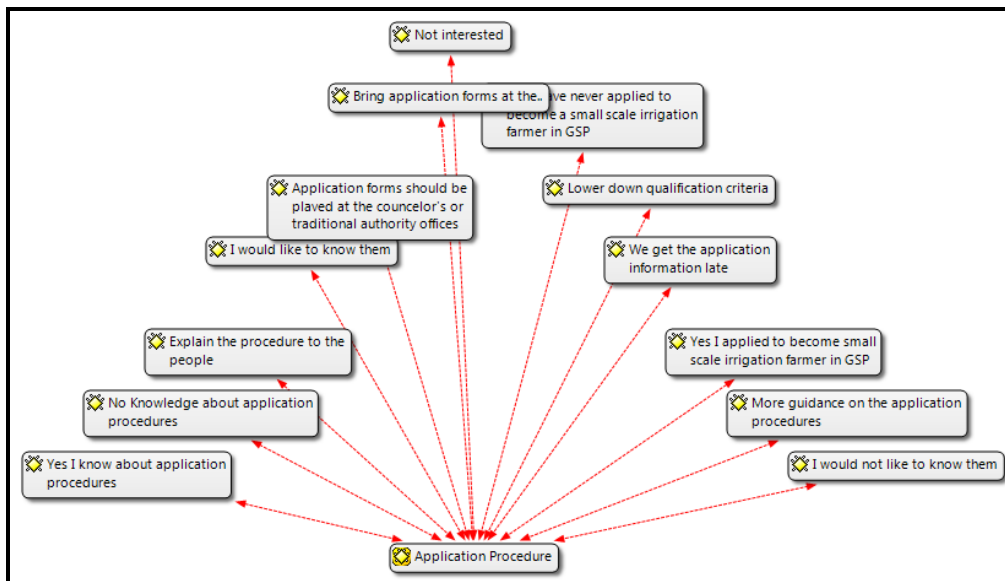 Not interested
Bring application forms at the..
ave never applied to
become a small scale irrigation
farmer in GSP
Application forms should be
plaved at the councelor's or
traditional authority offices
Lower down qualification criteria
I would like to know them
We get the application
information late
Explain the procedure to the
people
Yes I applied to become small
scale irrigation farmer in GSP
No Knowledge about application
procedures
More guidance on the application
procedures
Yes I know about application
procedures
I would not like to know them
Application Procedure